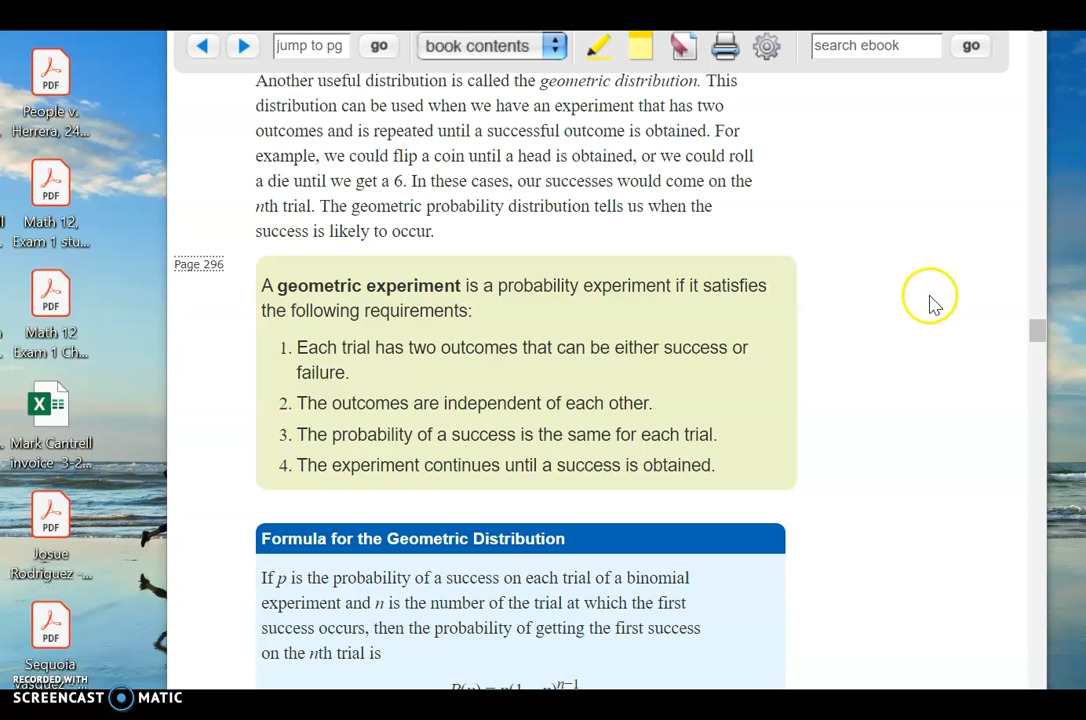 jump to pg
go
book contents
search ebook
go
Another useful distribution is called the geometric distribution. This
distribution can be used when we have an experiment that has two
outcomes and is repeated until a successful outcome is obtained. For
example, we could flip a coin until a head is obtained, or we could roll
a die until we get a 6. In these cases, our successes would come on the
nth trial. The geometric probability distribution tells us when the
success is likely to occur.
Page 296
A geometric experiment is a probability experiment if it satisfies
the following requirements:
1. Each trial has two outcomes that can be either success or
failure.
2. The outcomes are independent of each other.
3. The probability of a success is the same for each trial.
4. The experiment continues until a success is obtained.
Formula for the Geometric Distribution
If p is the probability of a success on each trial of a binomial
experiment and n is the number of the trial at which the first
success occurs, then the probability of getting the first success
on the nth trial is
PDF
People v.
Herrera, 24...
PDF
Math 12,
Exam 1 stu...
PDF
Math 12
Exam 1 Ch...
X
Mark Cantrell
invoice 3-2...
PDF
Josue
Rodriguez -...
PDF
Sequoia
RECORDED WITH
SCREENCAST MATIC